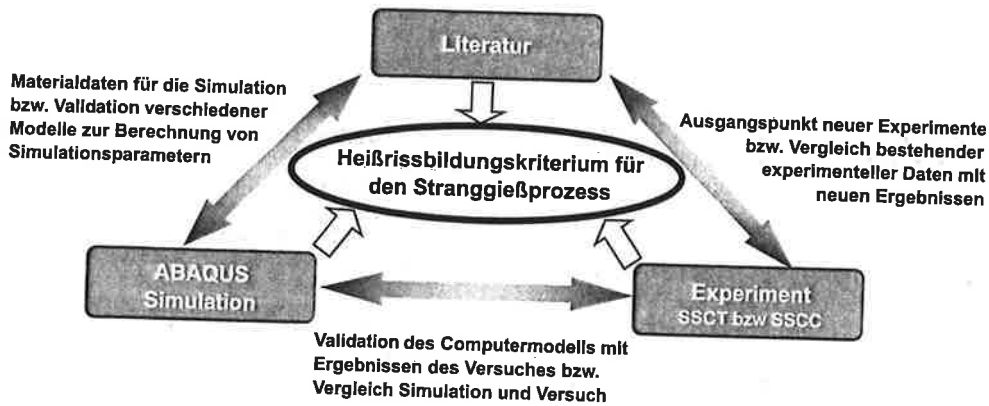 Literatur
Materialdaten für die Simulation
bzw. Validation verschiedener
Modelle zur Berechnung von
Simulationsparametern
Ausgangspunkt neuer Experimente
bzw. Vergleich bestehender
experimenteller Daten mit
neuen Ergebnissen
Heißrissbildungskriterium für
den Stranggießprozess
ABAQUS
Simulation
Experiment
SSCT bzw SSCC
Validation des Computermodells mit
Ergebnissen des Versuches bzw.
Vergleich Simulation und Versuch